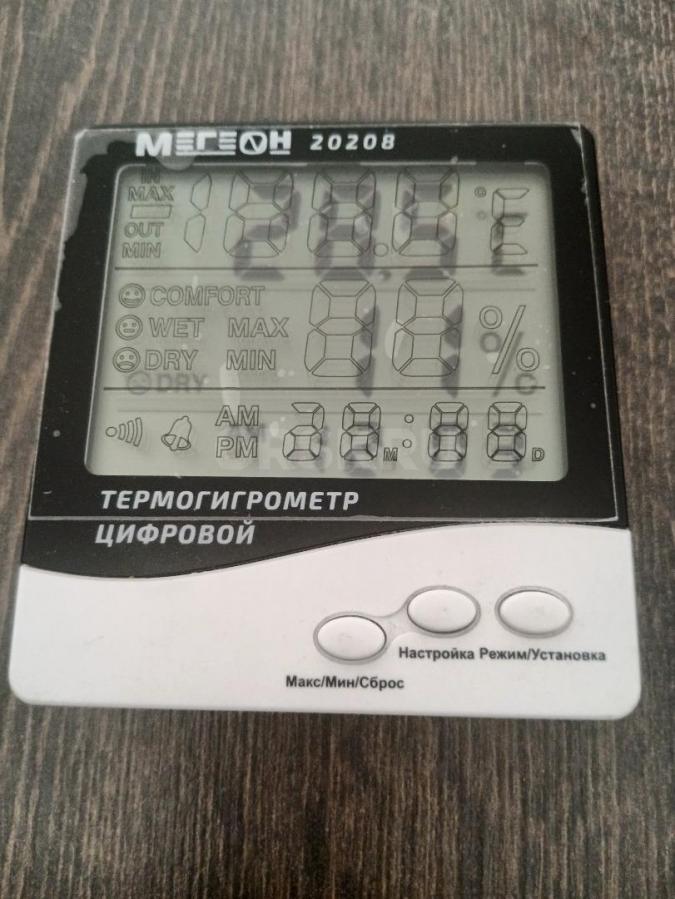 МЕГЕОН 20208
IN
MAX
OUT
MIN
COMFORT
WET MAX
DRY MIN
DRY
%
AM
PM
M
D
ТЕРМОГИГРОМЕТР
ЦИФРОВОЙ
Настройка Режим/Установка
Макс/Мин/Сброс